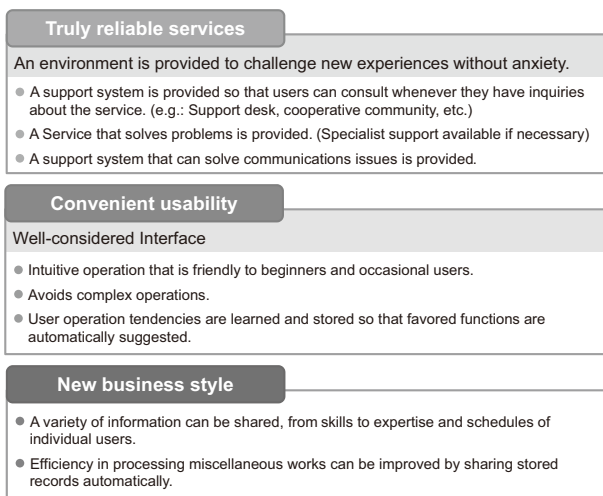 Truly reliable services
An environment is provided to challenge new experiences without anxiety.
● A support system is provided so that users can consult whenever they have inquiries
about the service. (e.g.: Support desk, cooperative community, etc.)
● A Service that solves problems is provided. (Specialist support available if necessary)
● A support system that can solve communications issues is provided.
Convenient usability
Well-considered Interface
● Intuitive operation that is friendly to beginners and occasional users.
● Avoids complex operations.
● User operation tendencies are learned and stored so that favored functions are
automatically suggested.
New business style
● A variety of information can be shared, from skills to expertise and schedules of
individual users.
● Efficiency in processing miscellaneous works can be improved by sharing stored
records automatically.